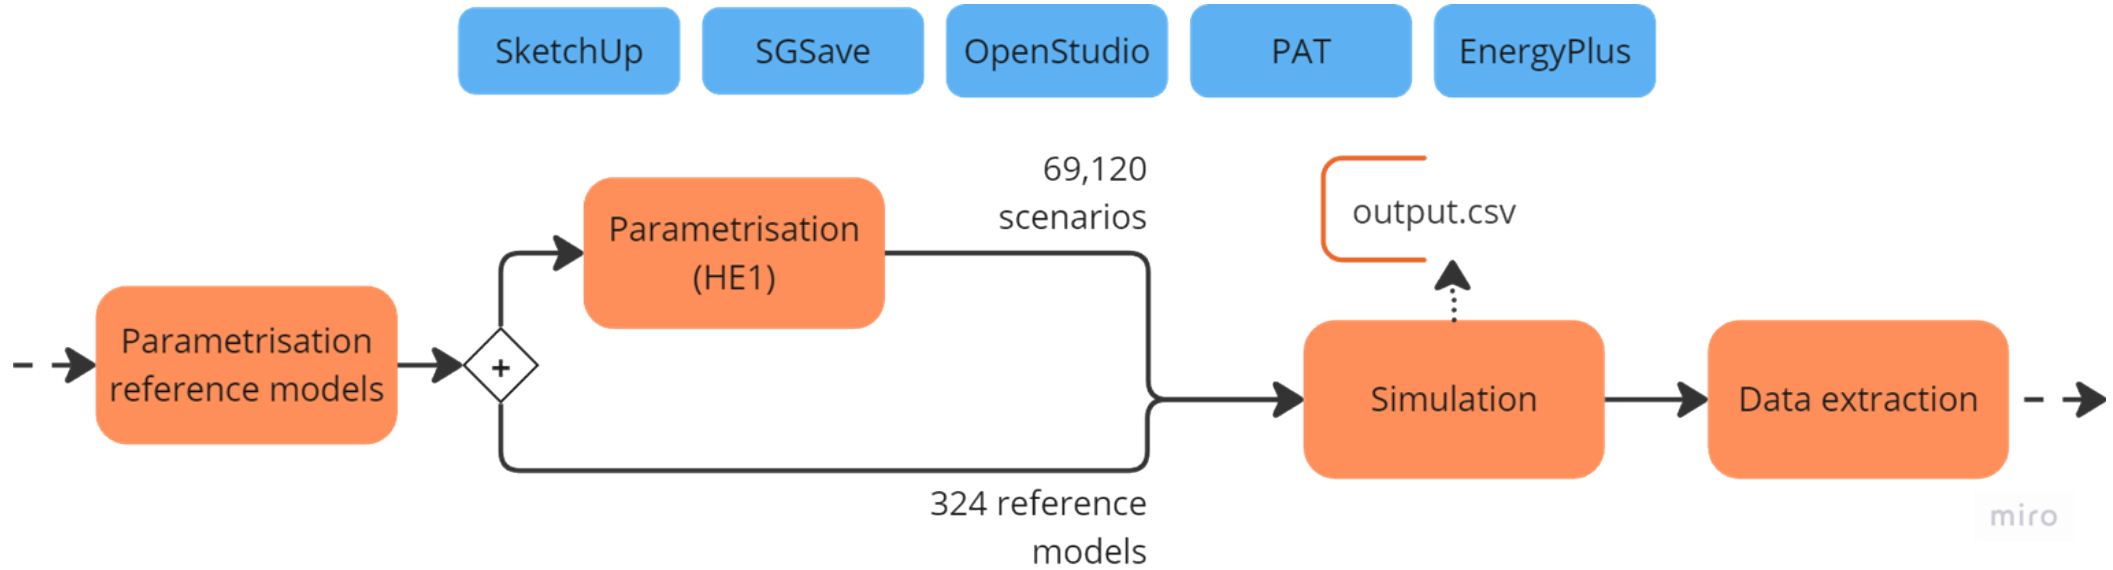 SketchUp
SGSave
OpenStudio
PAT
EnergyPlus
69,120
scenarios
output.csv
Parametrisation
(HE1)
Parametrisation
reference models
+
Simulation
Data extraction
324 reference
models
miro